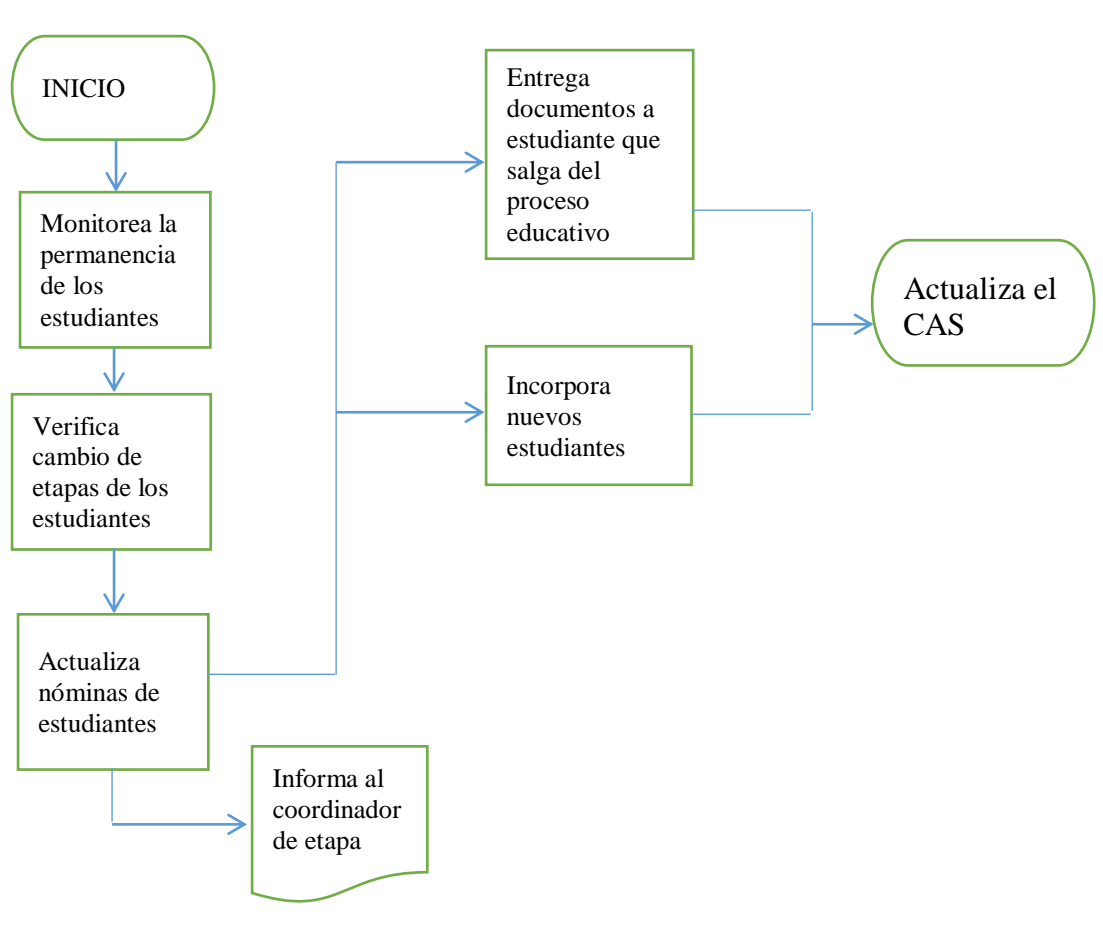 INICIO
Monitorea la
permanencia
de los
estudiantes
Verifica
cambio de
etapas de los
estudiantes
Actualiza
nóminas de
estudiantes
Informa al
coordinador
de etapa
Entrega
documentos a
estudiante que
salga del
proceso
educativo
Incorpora
nuevos
estudiantes
Actualiza el
CAS